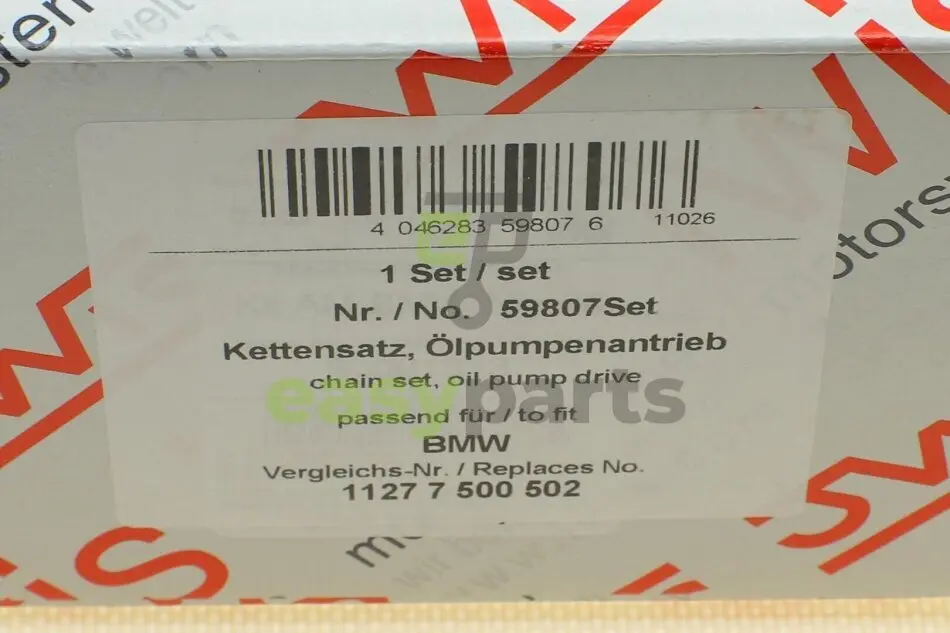 4 046283 59807 6 11026
1 Set / set
Nr. / No. 59807Set
Kettensatz, Ölpumpenantrieb
chain set, oil pump drive
easyparts
passend für / to fit
BMW
Vergleichs-Nr. / Replaces No.
1127 7 500 502